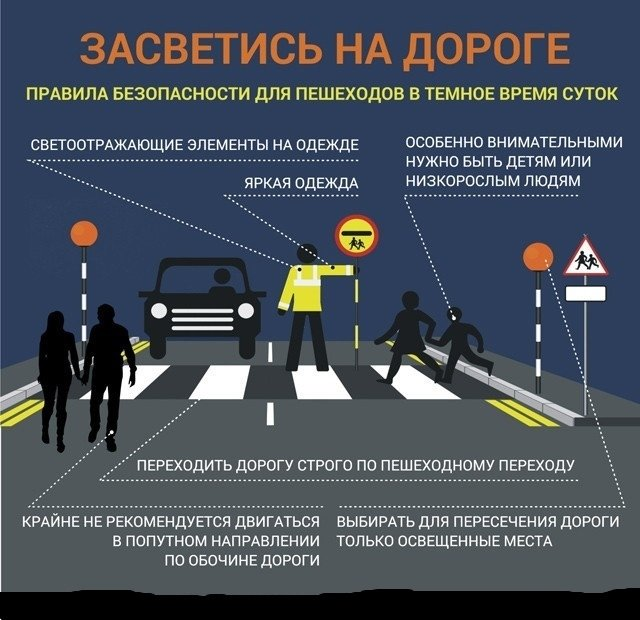 ЗАСВЕТИСЬ НА ДОРОГЕ
ПРАВИЛА БЕЗОПАСНОСТИ ДЛЯ ПЕШЕХОДОВ В ТЕМНОЕ ВРЕМЯ СУТОК
СВЕТООТРАЖАЮЩИЕ ЭЛЕМЕНТЫ НА ОДЕЖДЕ
ЯРКАЯ ОДЕЖДА
ОСОБЕННО ВНИМАТЕЛЬНЫМИ
НУЖНО БЫТЬ ДЕТЯМ ИЛИ
НИЗКОРОСЛЫМ ЛЮДЯМ
ПЕРЕХОДИТЬ ДОРОГУ СТРОГО ПО ПЕШЕХОДНОМУ ПЕРЕХОДУ
КРАЙНЕ НЕ РЕКОМЕНДУЕТСЯ ДВИГАТЬСЯ
В ПОПУТНОМ НАПРАВЛЕНИИ
ПО ОБОЧИНЕ ДОРОГИ
ВЫБИРАТЬ ДЛЯ ПЕРЕСЕЧЕНИЯ ДОРОГИ
ТОЛЬКО ОСВЕЩЕННЫЕ МЕСТА